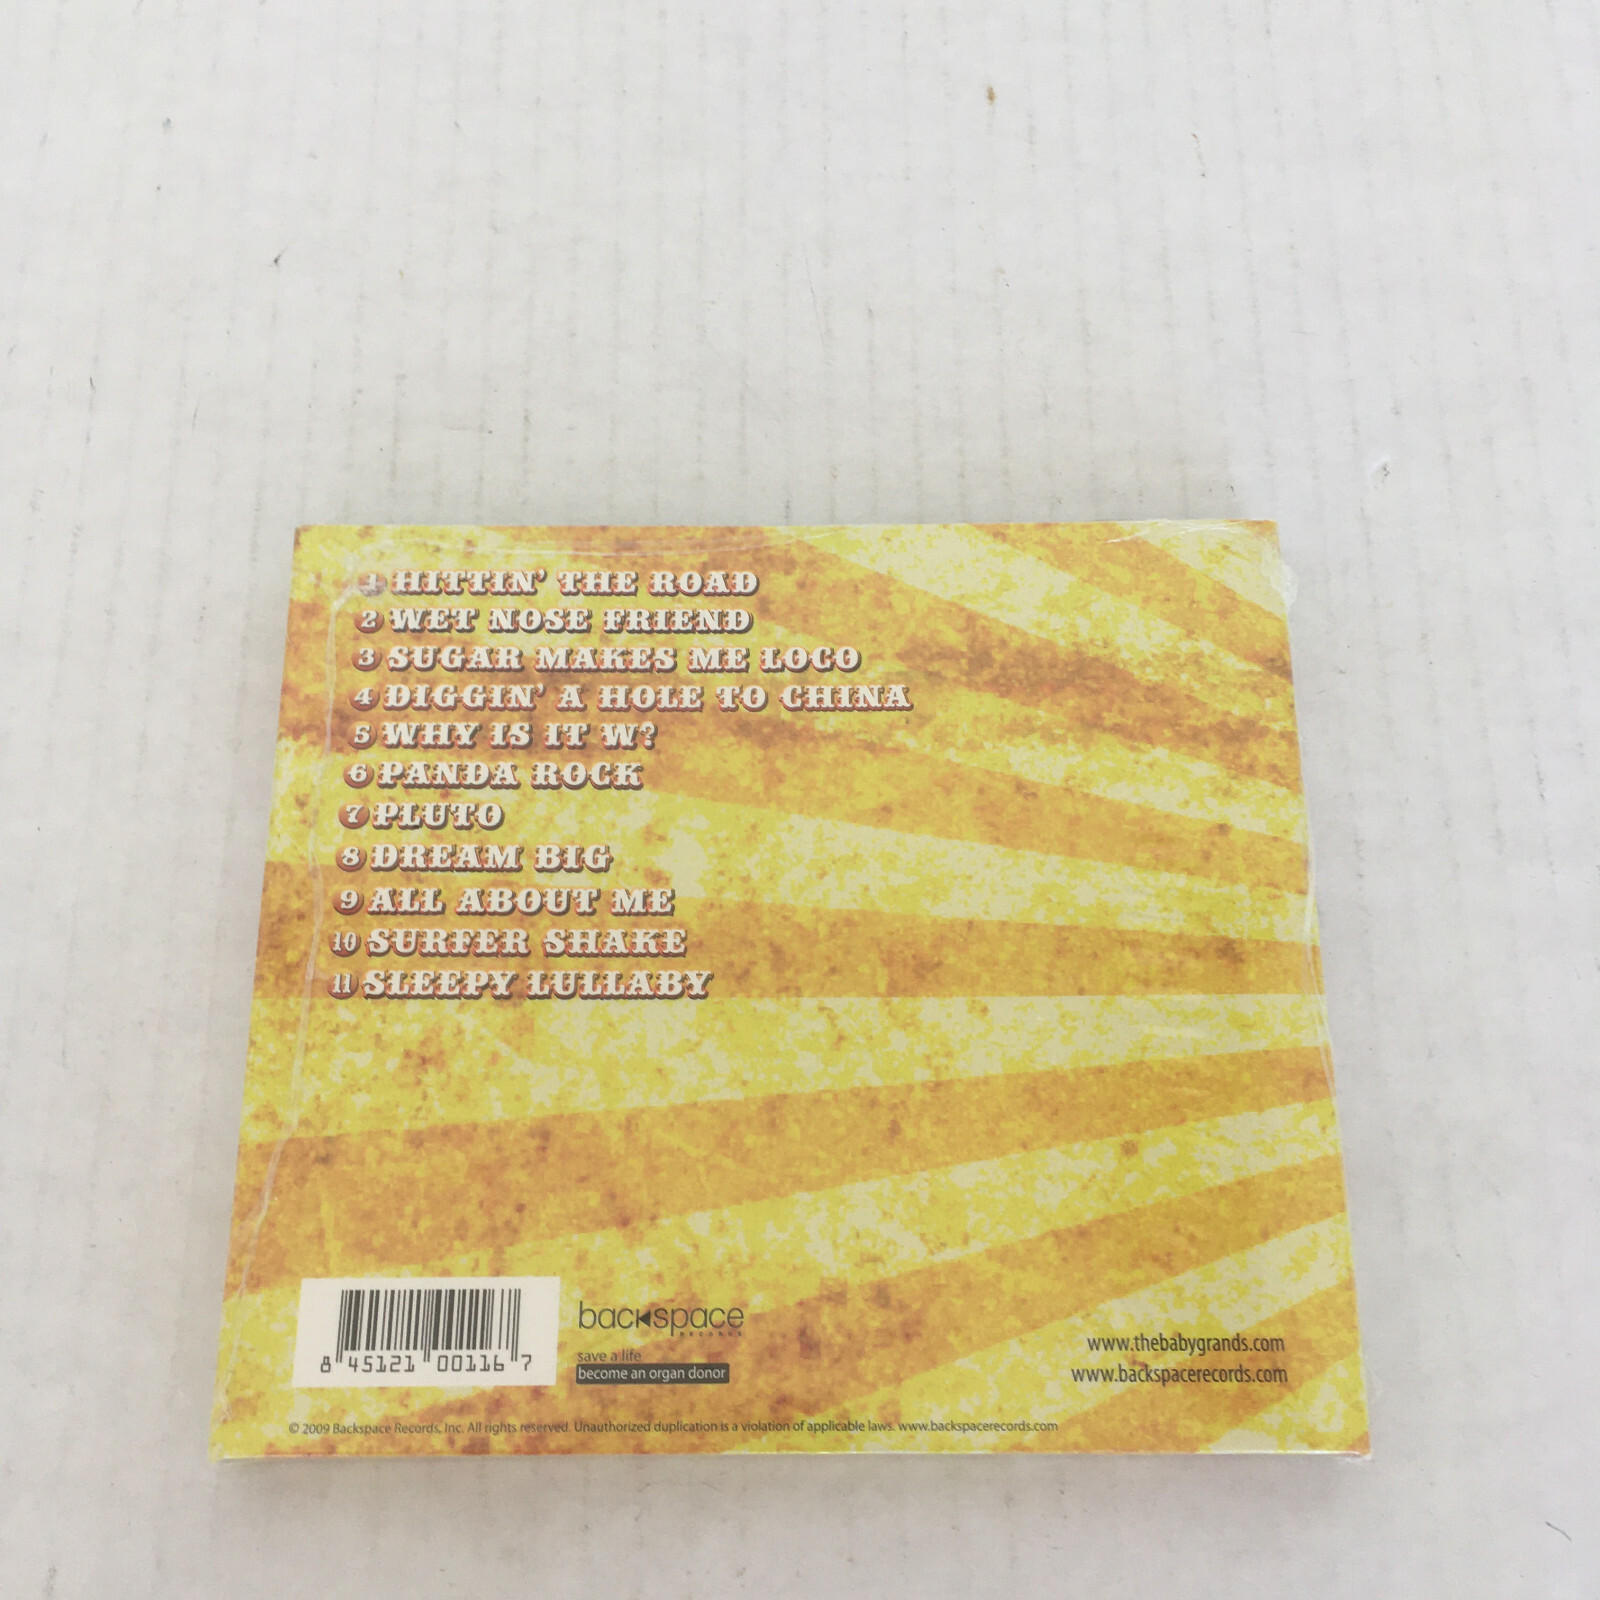 1 HITTIN' THE ROAD
2 WET NOSE FRIEND
3 SUGAR MAKES ME LOCO
4 DIGGIN' A HOLE TO CHINA
5 WHY IS IT W?
6 PANDA ROCK
7 PLUTO
8 DREAM BIG
9 ALL ABOUT ME
10 SURFER SHAKE
11 SLEEPY LULLABY
8 45121 00116 7
backspace
RECORDS
save a life
become an organ donor
www.thebabygrands.com
www.backspacerecords.com
© 2009 Backspace Records, Inc. All rights reserved. Unauthorized duplication is a violation of applicable laws. www.backspacerecords.com